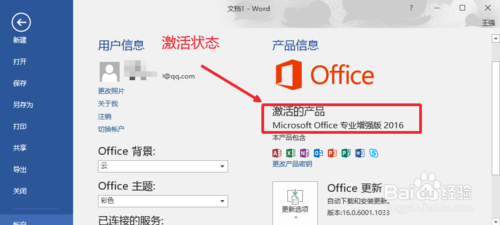 文档1 - Word
王强
新建
打开
保存
另存为
打印
共享
导出
关闭
用户信息
激活状态
@qq.com
更改照片
关于我
注销
切换帐户
Office 背景:
云
Office 主题:
彩色
已连接的服务:
产品信息
Office
激活的产品
Microsoft Office 专业增强版 2016
本产品包含
更改产品密钥
更新选项
Office 更新
自动下载和安装更新。
版本:16.0.6001.1033
Baidu 经验